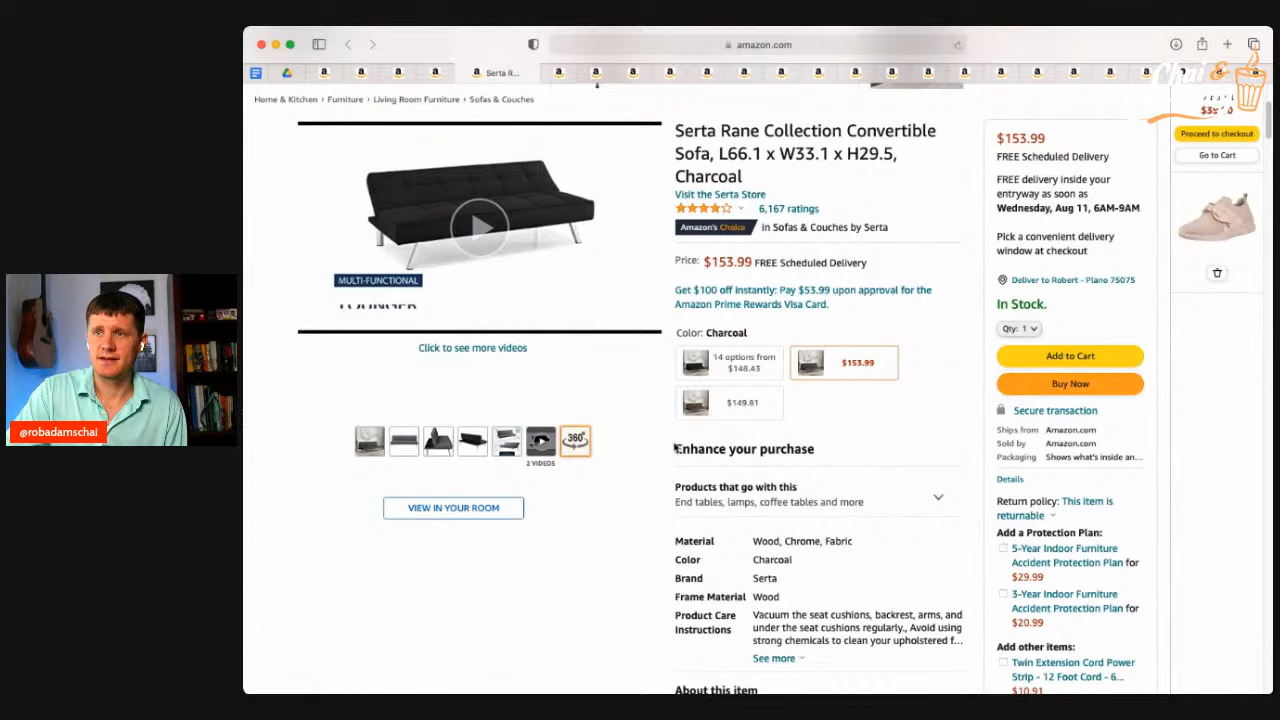 amazon.com
Serta R...
Chai &
Home & Kitchen › Furniture › Living Room Furniture › Sofas & Couches
MULTI-FUNCTIONAL
LOUNGER
Click to see more videos
360°
2 VIDEOS
VIEW IN YOUR ROOM
@robadamschai
Serta Rane Collection Convertible
Sofa, L66.1 x W33.1 x H29.5,
Charcoal
Visit the Serta Store
6,167 ratings
Amazon's Choice in Sofas & Couches by Serta
Price: $153.99 FREE Scheduled Delivery
Get $100 off instantly: Pay $53.99 upon approval for the
Amazon Prime Rewards Visa Card.
Color: Charcoal
14 options from
$148.43
$153.99
$149.81
Enhance your purchase
Products that go with this
End tables, lamps, coffee tables and more
Material Wood, Chrome, Fabric
Color Charcoal
Brand Serta
Frame Material Wood
Product Care Instructions Vacuum the seat cushions, backrest, arms, and
under the seat cushions regularly., Avoid using
strong chemicals to clean your upholstered f...
See more
About this item
$153.99
FREE Scheduled Delivery
FREE delivery inside your
entryway as soon as
Wednesday, Aug 11, 6AM-9AM
Pick a convenient delivery
window at checkout
Deliver to Robert - Plano 75075
In Stock.
Qty: 1
Add to Cart
Buy Now
Secure transaction
Ships from Amazon.com
Sold by Amazon.com
Packaging Shows what's inside an...
Details
Return policy: This item is
returnable
Add a Protection Plan:
5-Year Indoor Furniture
Accident Protection Plan for
$29.99
3-Year Indoor Furniture
Accident Protection Plan for
$20.99
Add other items:
Twin Extension Cord Power
Strip - 12 Foot Cord - 6...
$10.91
Proceed to checkout
Go to Cart